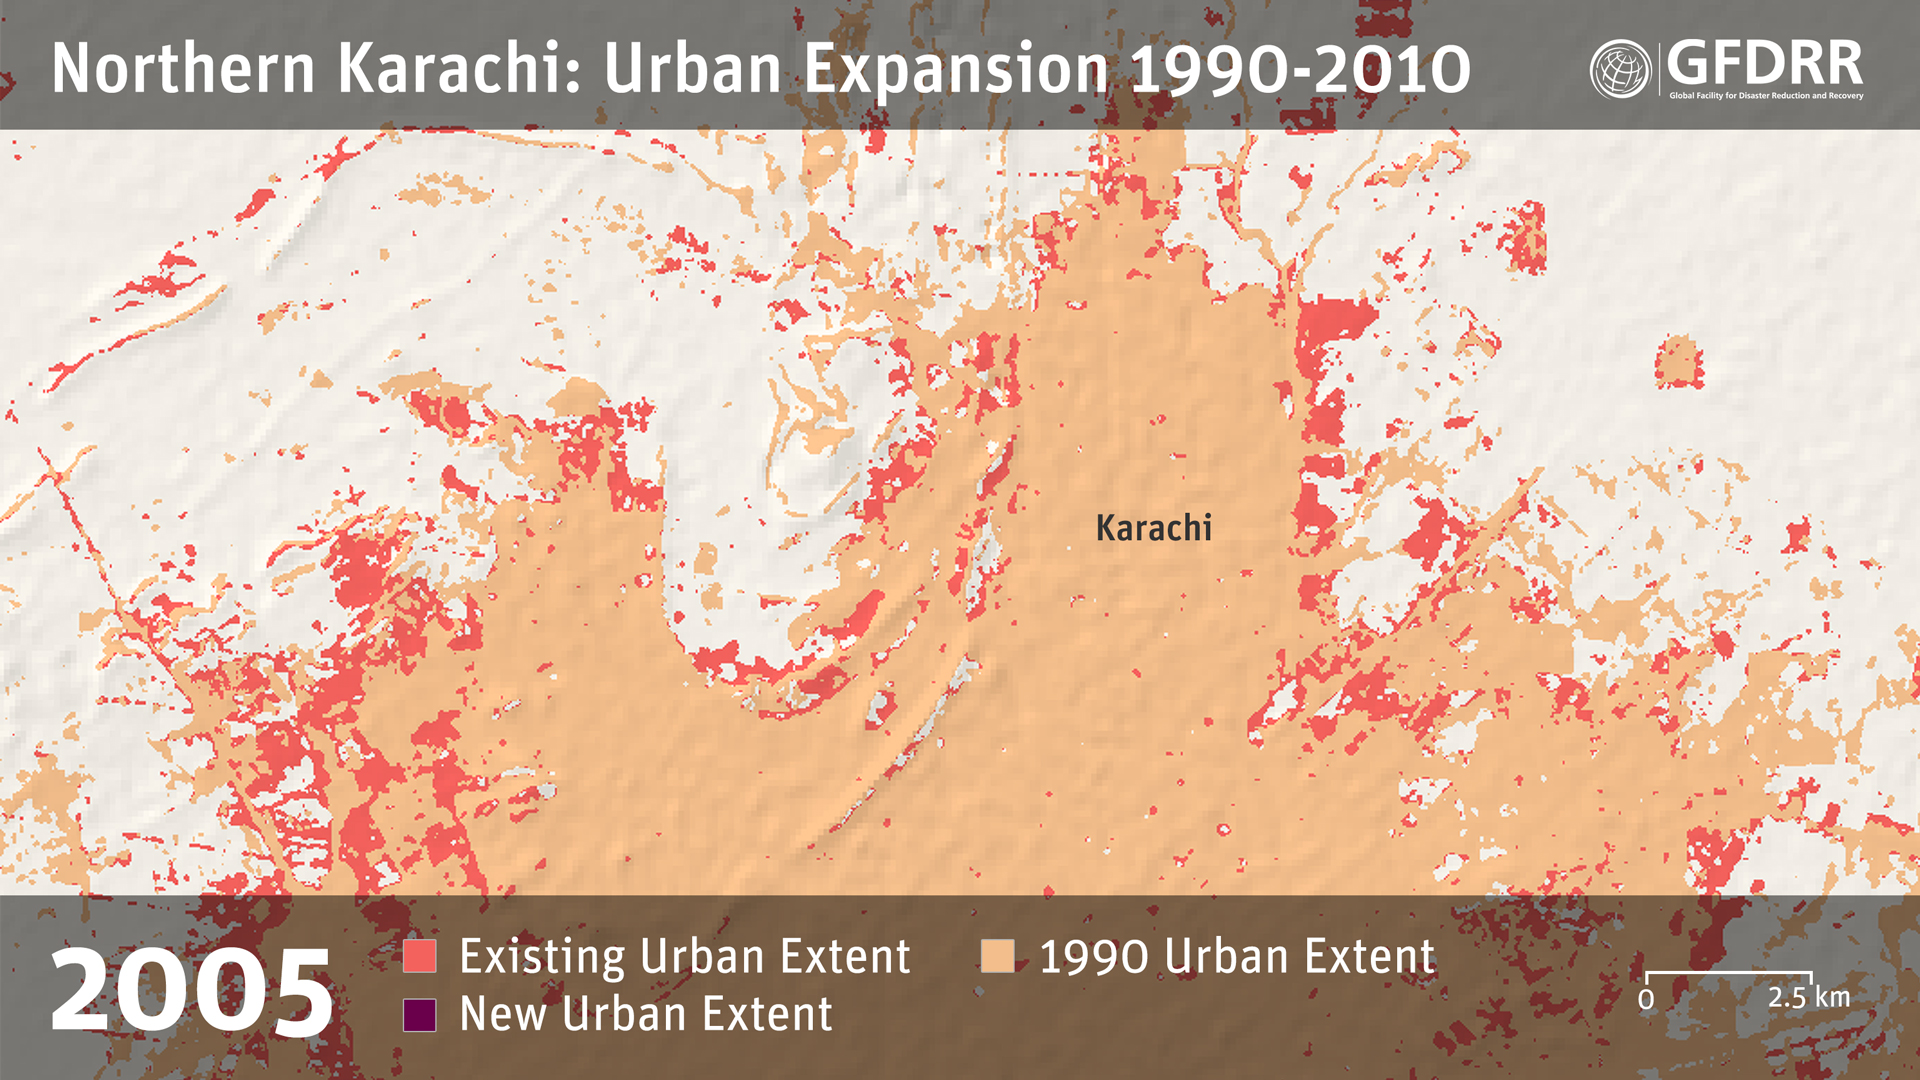 Northern Karachi: Urban Expansion 1990-2010
GFDRR
Global Facility for Disaster Reduction and Recovery
Karachi
2005
Existing Urban Extent
New Urban Extent
1990 Urban Extent
0 2.5 km